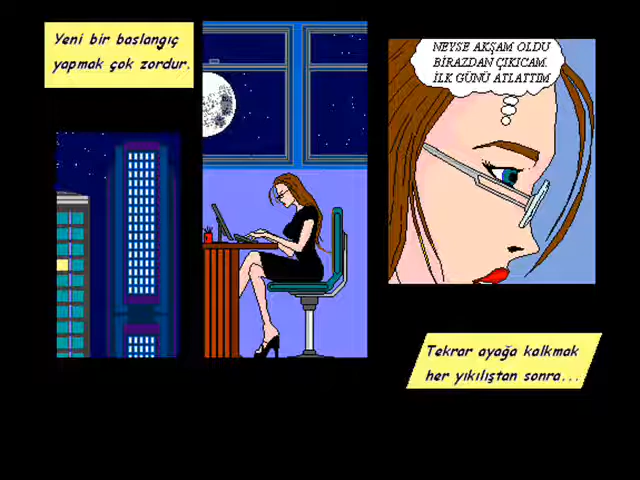 Yeni bir baslangıç
yapmak çok zordur.
NEYSE AKŞAM OLDU
BİRAZDAN ÇIKICAM.
İLK GÜNÜ ATLATTIM
Tekrar ayağa kalkmak
her yıkılıştan sonra...